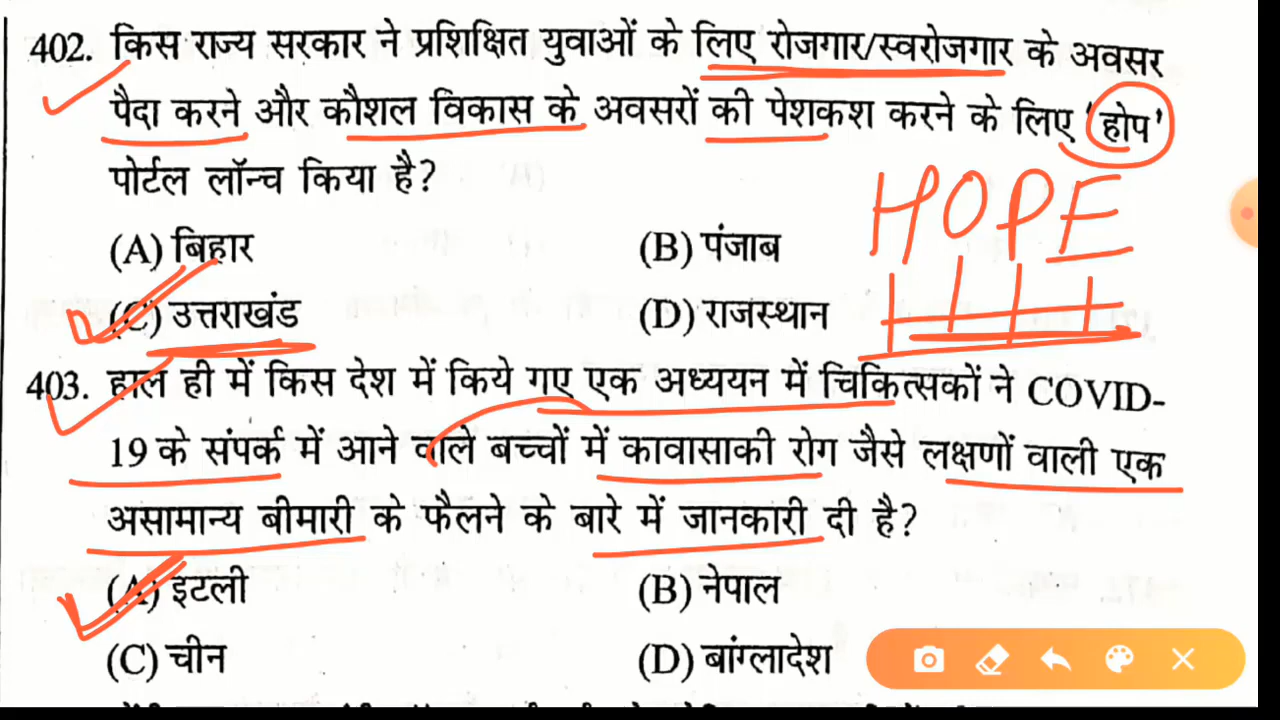 402. किस राज्य सरकार ने प्रशिक्षित युवाओं के लिए रोजगार/स्वरोजगार के अवसर
पैदा करने और कौशल विकास के अवसरों की पेशकश करने के लिए 'होप'
पोर्टल लॉन्च किया है?
HOPE
(A) बिहार (B) पंजाब
(C) उत्तराखंड (D) राजस्थान
403. हाल ही में किस देश में किये गए एक अध्ययन में चिकित्सकों ने COVID-
19 के संपर्क में आने वाले बच्चों में कावासाकी रोग जैसे लक्षणों वाली एक
असामान्य बीमारी के फैलने के बारे में जानकारी दी है?
(A) इटली (B) नेपाल
(C) चीन (D) बांग्लादेश